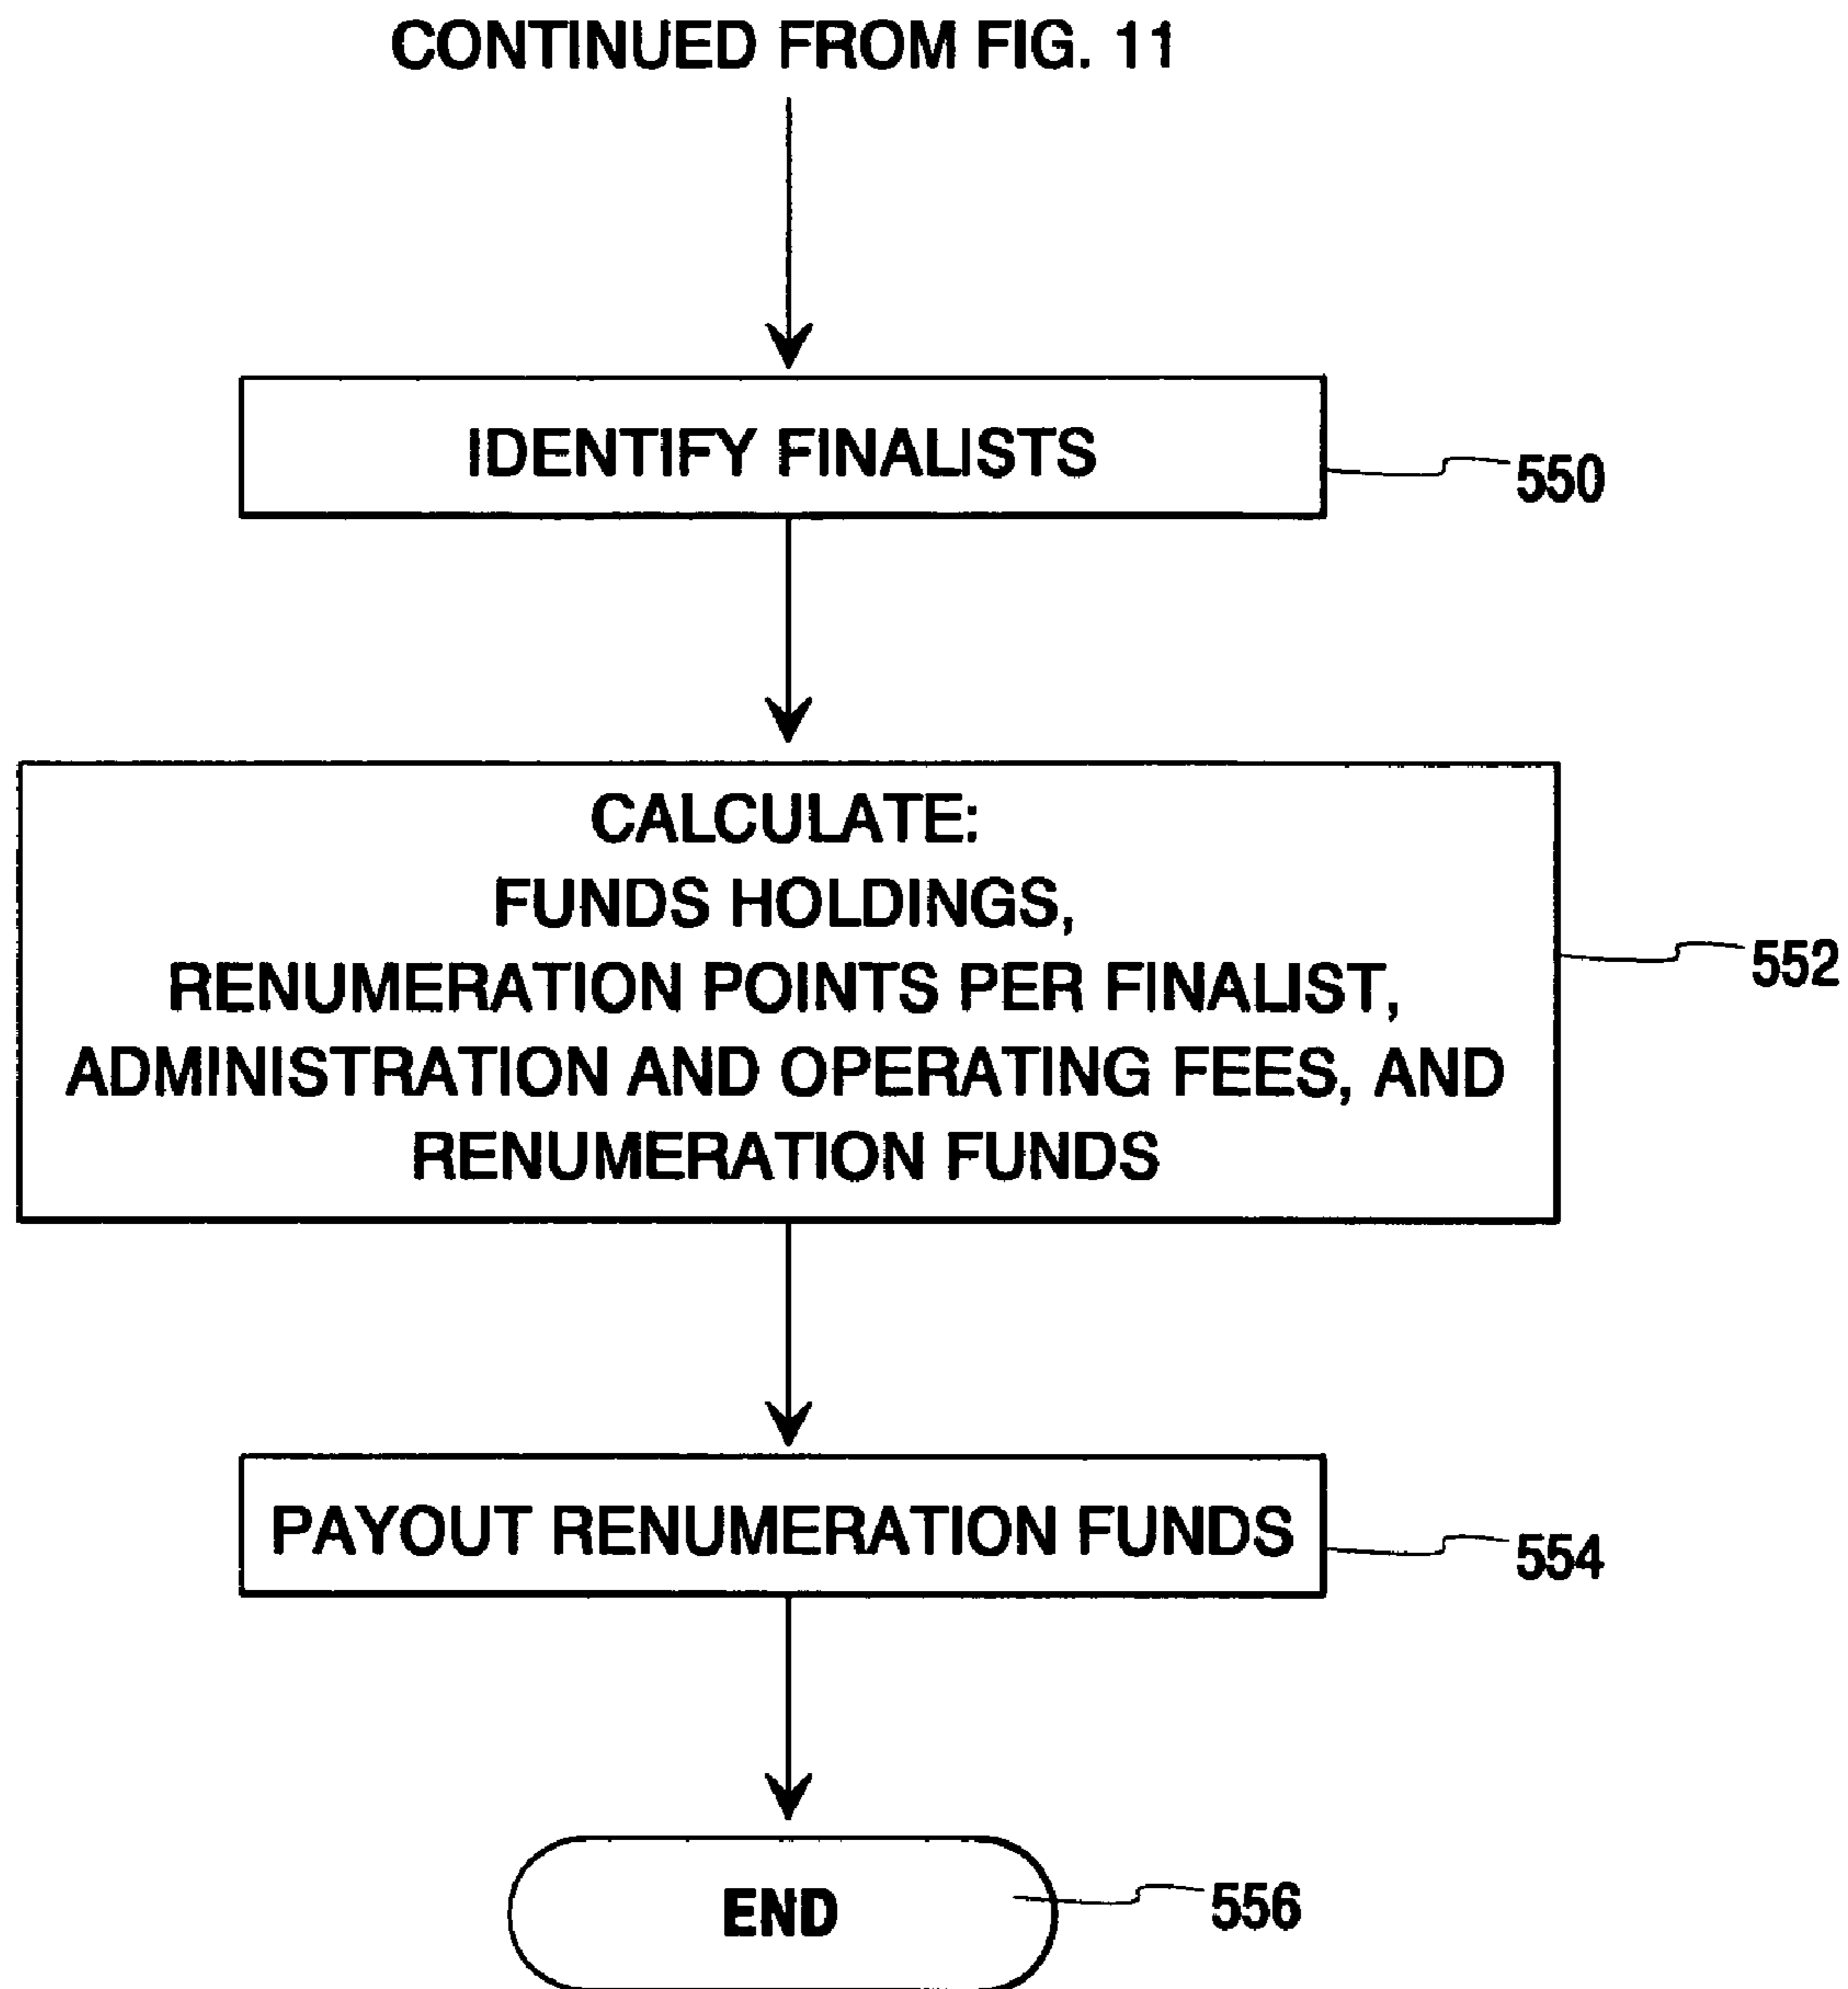 CONTINUED FROM FIG. 11
IDENTIFY FINALISTS
550
CALCULATE:
FUNDS HOLDINGS,
RENUMERATION POINTS PER FINALIST,
ADMINISTRATION AND OPERATING FEES, AND
RENUMERATION FUNDS
552
PAYOUT RENUMERATION FUNDS
554
END
556